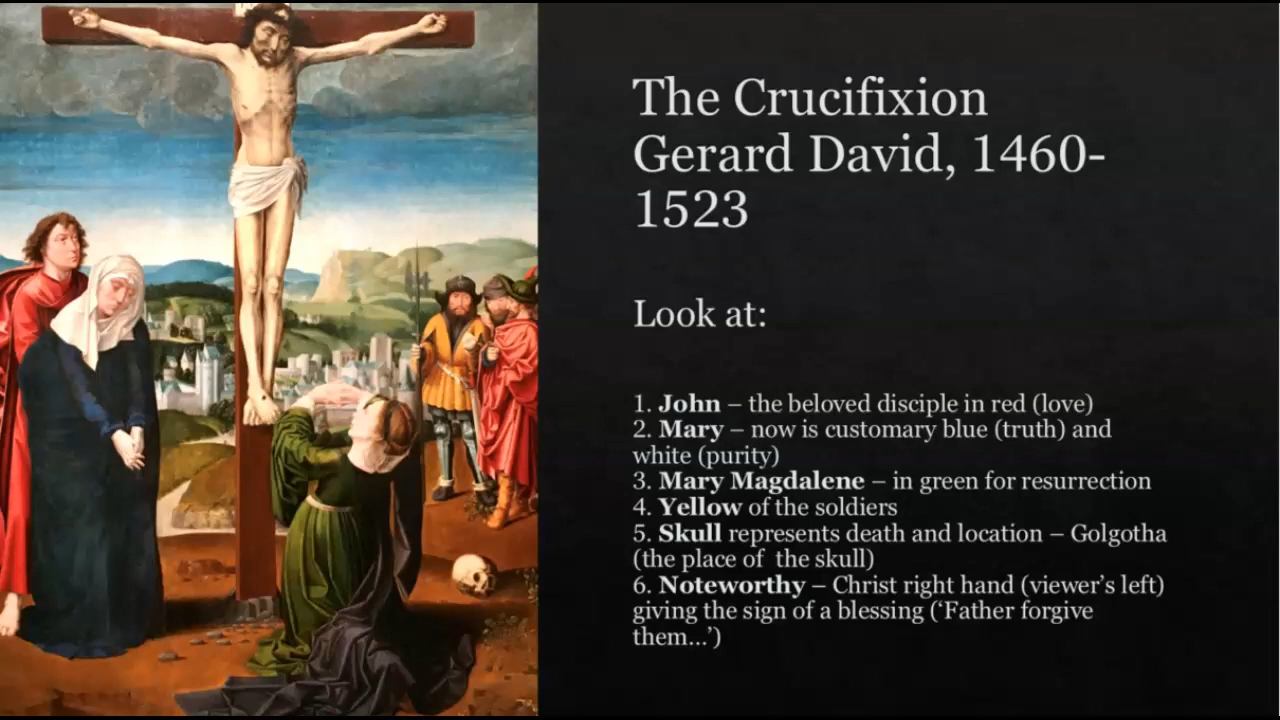 The Crucifixion
Gerard David, 1460-
1523
Look at:
1. John – the beloved disciple in red (love)
2. Mary – now is customary blue (truth) and
white (purity)
3. Mary Magdalene – in green for resurrection
4. Yellow of the soldiers
5. Skull represents death and location – Golgotha
(the place of  the skull)
6. Noteworthy – Christ right hand (viewer's left)
giving the sign of a blessing ('Father forgive
them...')